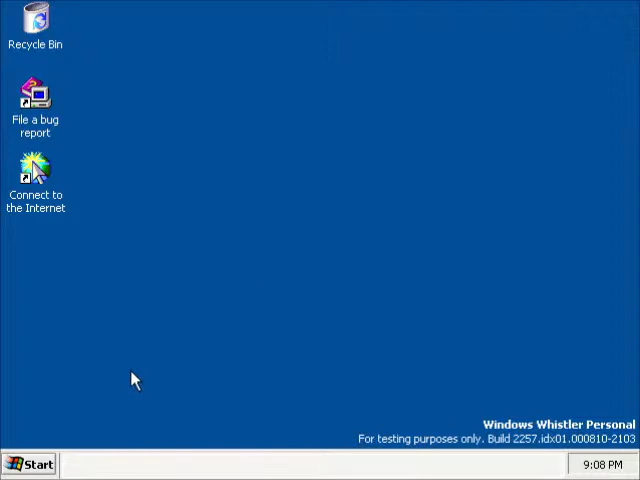 Recycle Bin
File a bug
report
Connect to
the Internet
Windows Whistler Personal
For testing purposes only. Build 2257.idx01.000810-2103
Start
9:08 PM